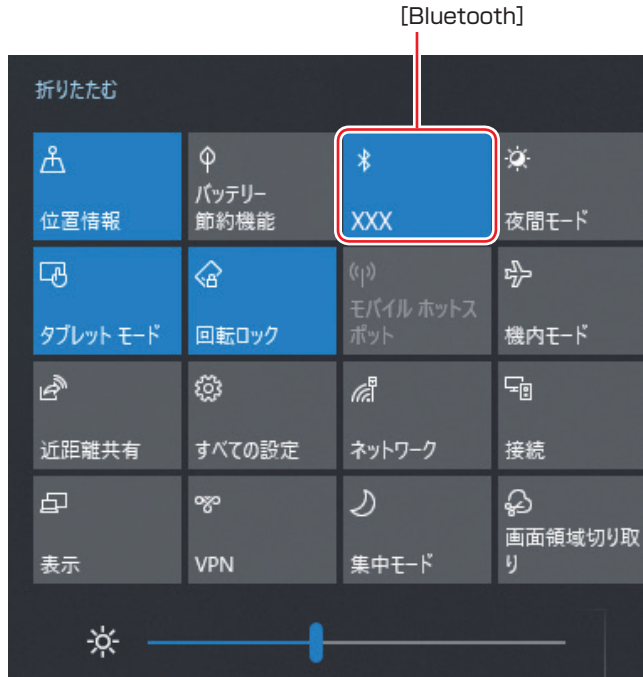 [Bluetooth]
折りたたむ
位置情報
バッテリー
節約機能
XXX
夜間モード
タブレット モード
回転ロック
モバイル ホットス
ポット
機内モード
近距離共有
すべての設定
ネットワーク
接続
表示
VPN
集中モード
画面領域切り取
り